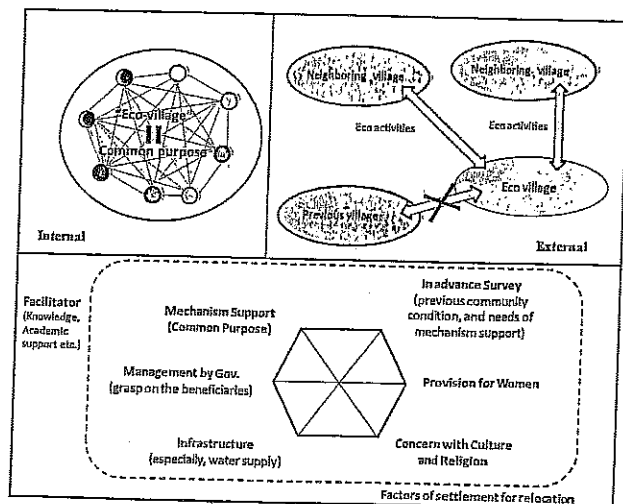 "Eco-village"
Common purpose
Internal
Neighboring village
Neighboring village
Eco activities
Eco activities
Eco village
Previous village
External
Facilitator
(Knowledge,
Academic
support etc.)
Mechanism Support
(Common Purpose)
In advance Survey
(previous community
condition, and needs of
mechanism support)
Management by Gov.
(grasp on the beneficiaries)
Provision for Women
Infrastructure
(especially, water supply)
Concern with Culture
and Religion
Factors of settlement for relocation